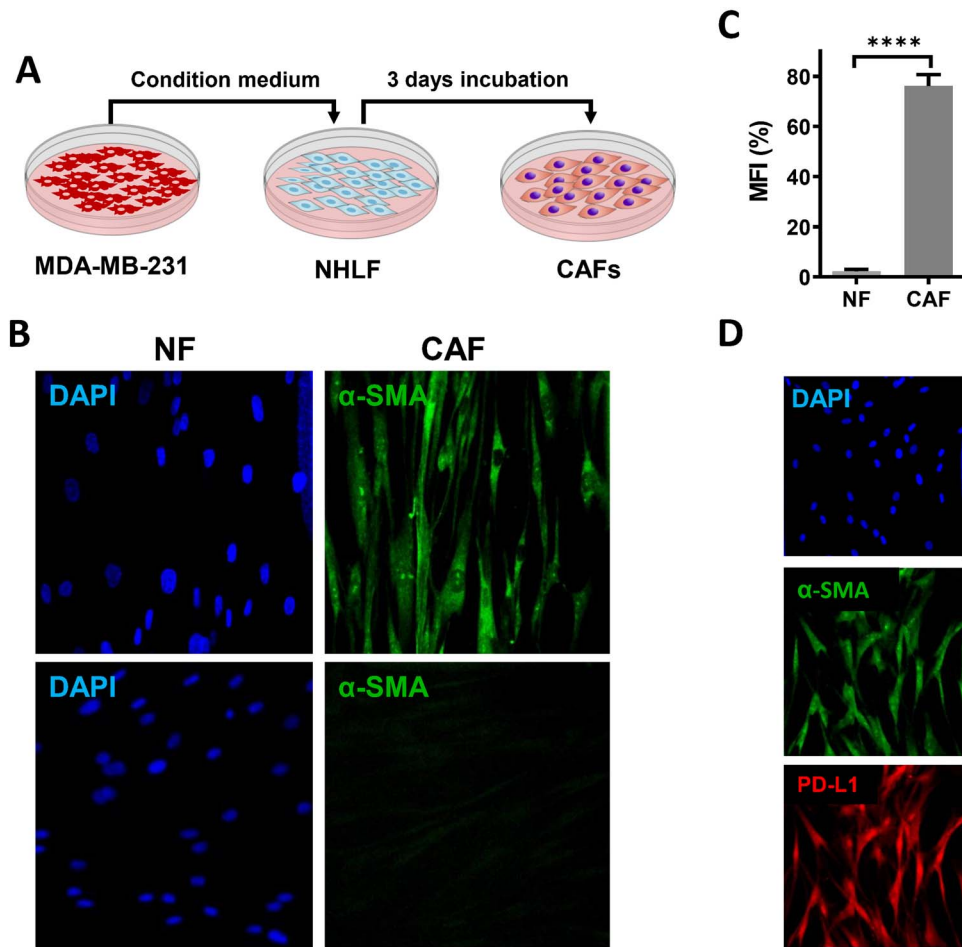 A
Condition medium
3 days incubation
MDA-MB-231
NHLF
CAFs
B
NF
CAF
DAPI
α-SMA
DAPI
α-SMA
C
****
MFI (%)
80
60
40
20
0
NF
CAF
D
DAPI
α-SMA
PD-L1